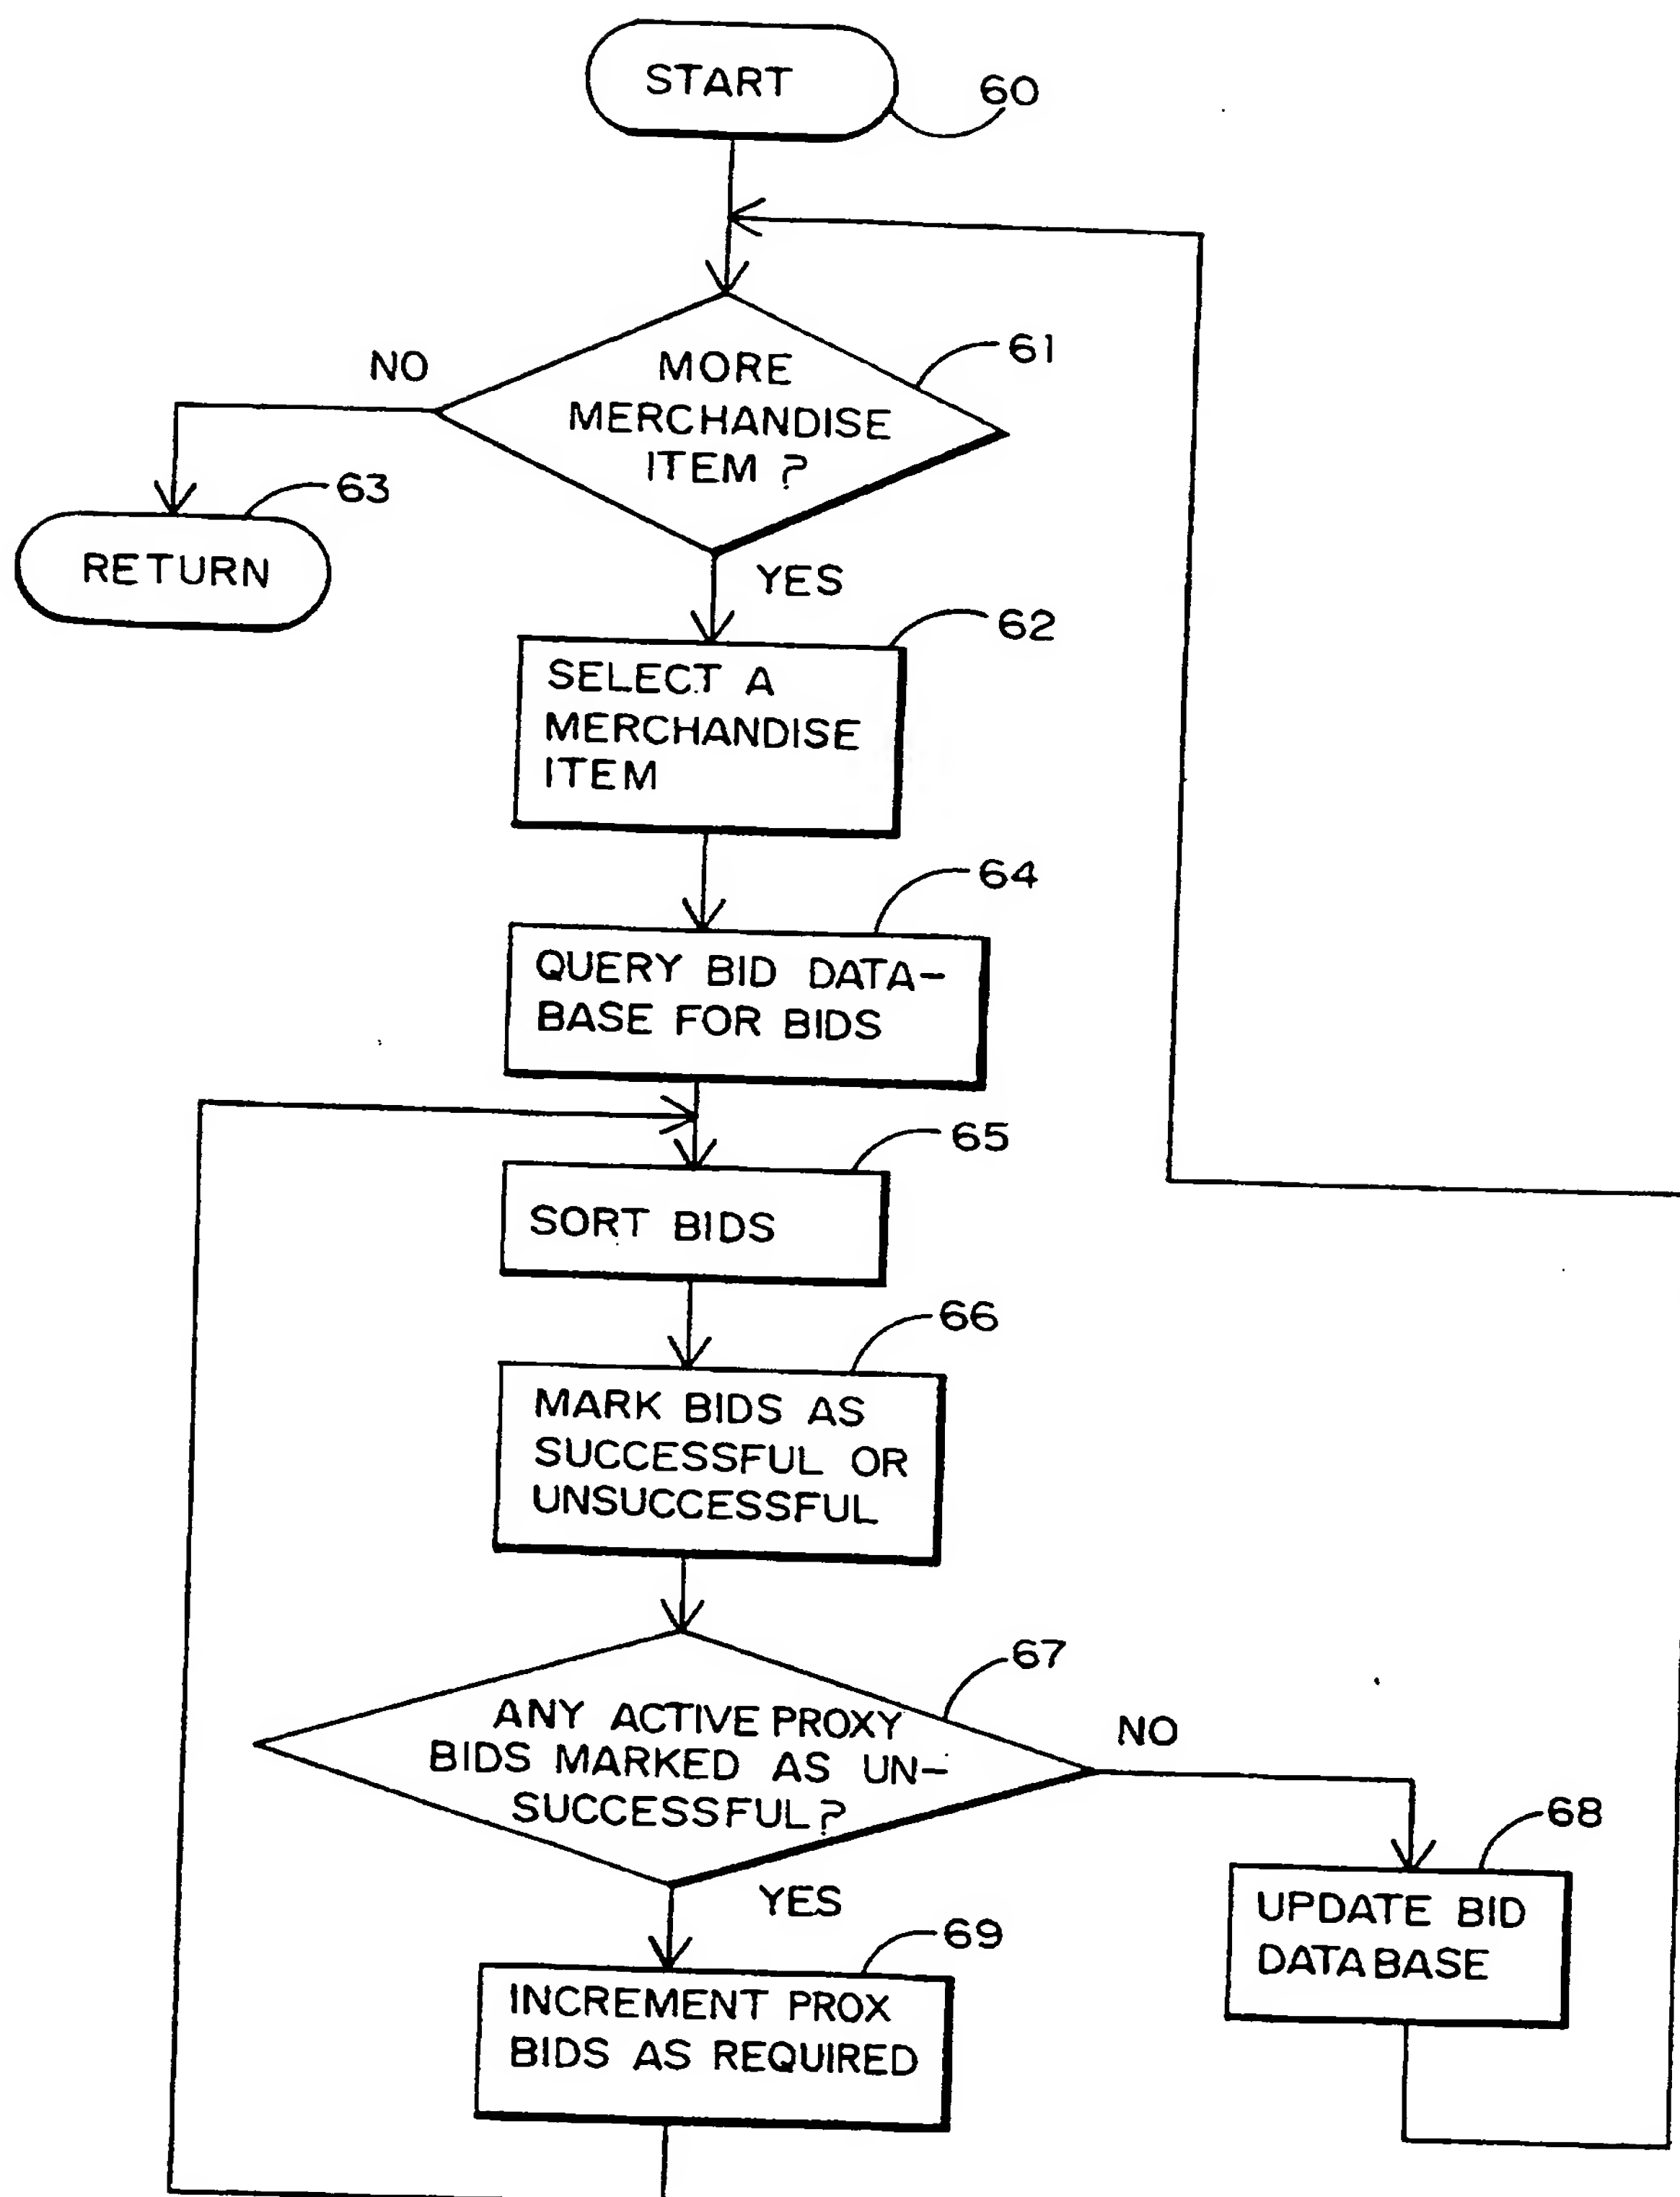 START
60
MORE
MERCHANDISE
ITEM ?
61
NO
63
RETURN
YES
62
SELECT A
MERCHANDISE
ITEM
64
QUERY BID DATA-
BASE FOR BIDS
65
SORT BIDS
66
MARK BIDS AS
SUCCESSFUL OR
UNSUCCESSFUL
67
ANY ACTIVE PROXY
BIDS MARKED AS UN-
SUCCESSFUL?
NO
68
UPDATE BID
DATABASE
YES
69
INCREMENT PROX
BIDS AS REQUIRED